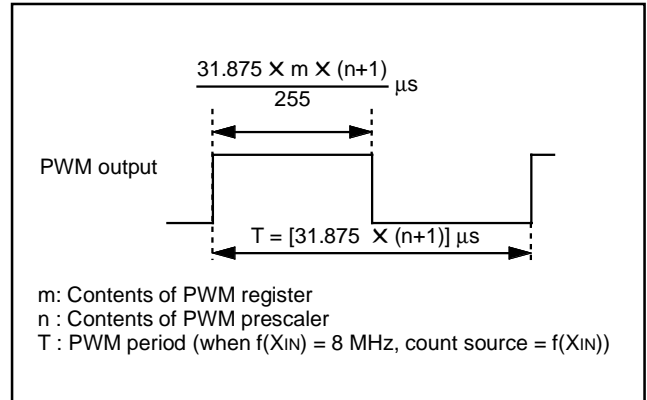 31.875 × m × (n+1)
255
μs
PWM output
T = [31.875 × (n+1)] μs
m: Contents of PWM register
n : Contents of PWM prescaler
T : PWM period (when f(XIN) = 8 MHz, count source = f(XIN))